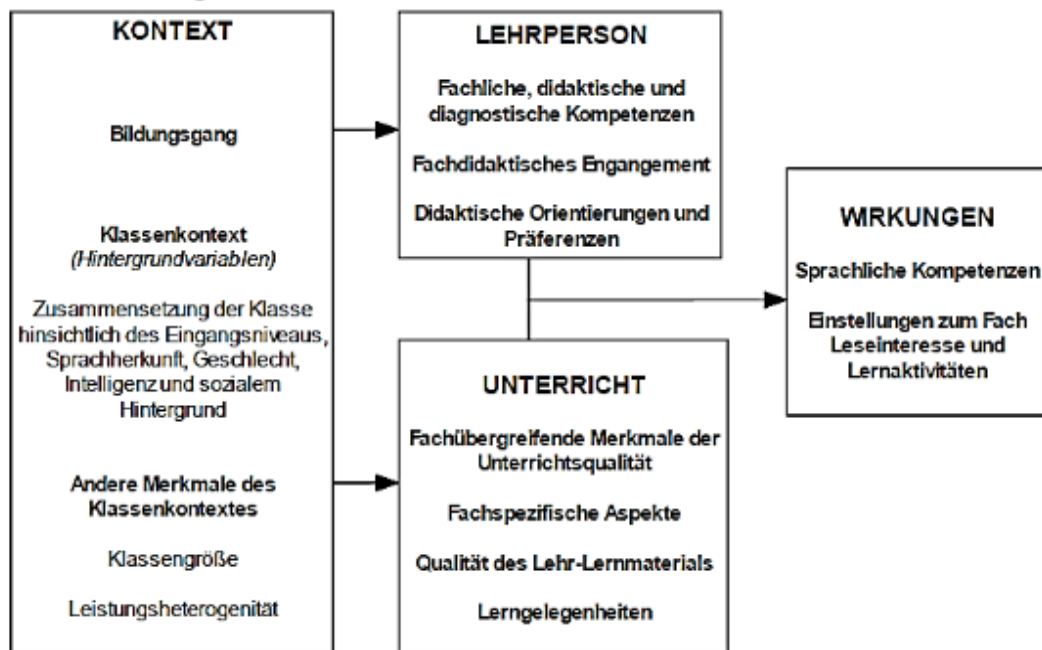 KONTEXT
Bildungsgang
Klassenkontext
(Hintergrundvariablen)
Zusammensetzung der Klasse
hinsichtlich des Eingangsniveaus,
Sprachherkunft, Geschlecht,
Intelligenz und sozialem
Hintergrund
Andere Merkmale des
Klassenkontextes
Klassengröße
Leistungsheterogenität
LEHRPERSON
Fachliche, didaktische und
diagnostische Kompetenzen
Fachdidaktisches Engangement
Didaktische Orientierungen und
Präferenzen
UNTERRICHT
Fachübergreifende Merkmale der
Unterrichtsqualität
Fachspezifische Aspekte
Qualität des Lehr-Lernmaterials
Lerngelegenheiten
WIRKUNGEN
Sprachliche Kompetenzen
Einstellungen zum Fach
Leseinteresse und
Lernaktivitäten